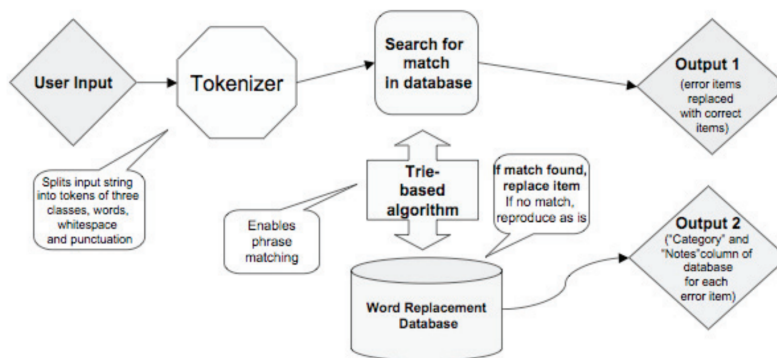 User Input
Tokenizer
Search for
match
in database
Output 1
(error items
replaced
with correct
items)
Splits input string
into tokens of three
classes, words,
whitespace
and punctuation
Enables
phrase
matching
Trie-
based
algorithm
If match found,
replace item
If no match,
reproduce as is
Word Replacement
Database
Output 2
("Category" and
"Notes"column of
database
for each
error item)